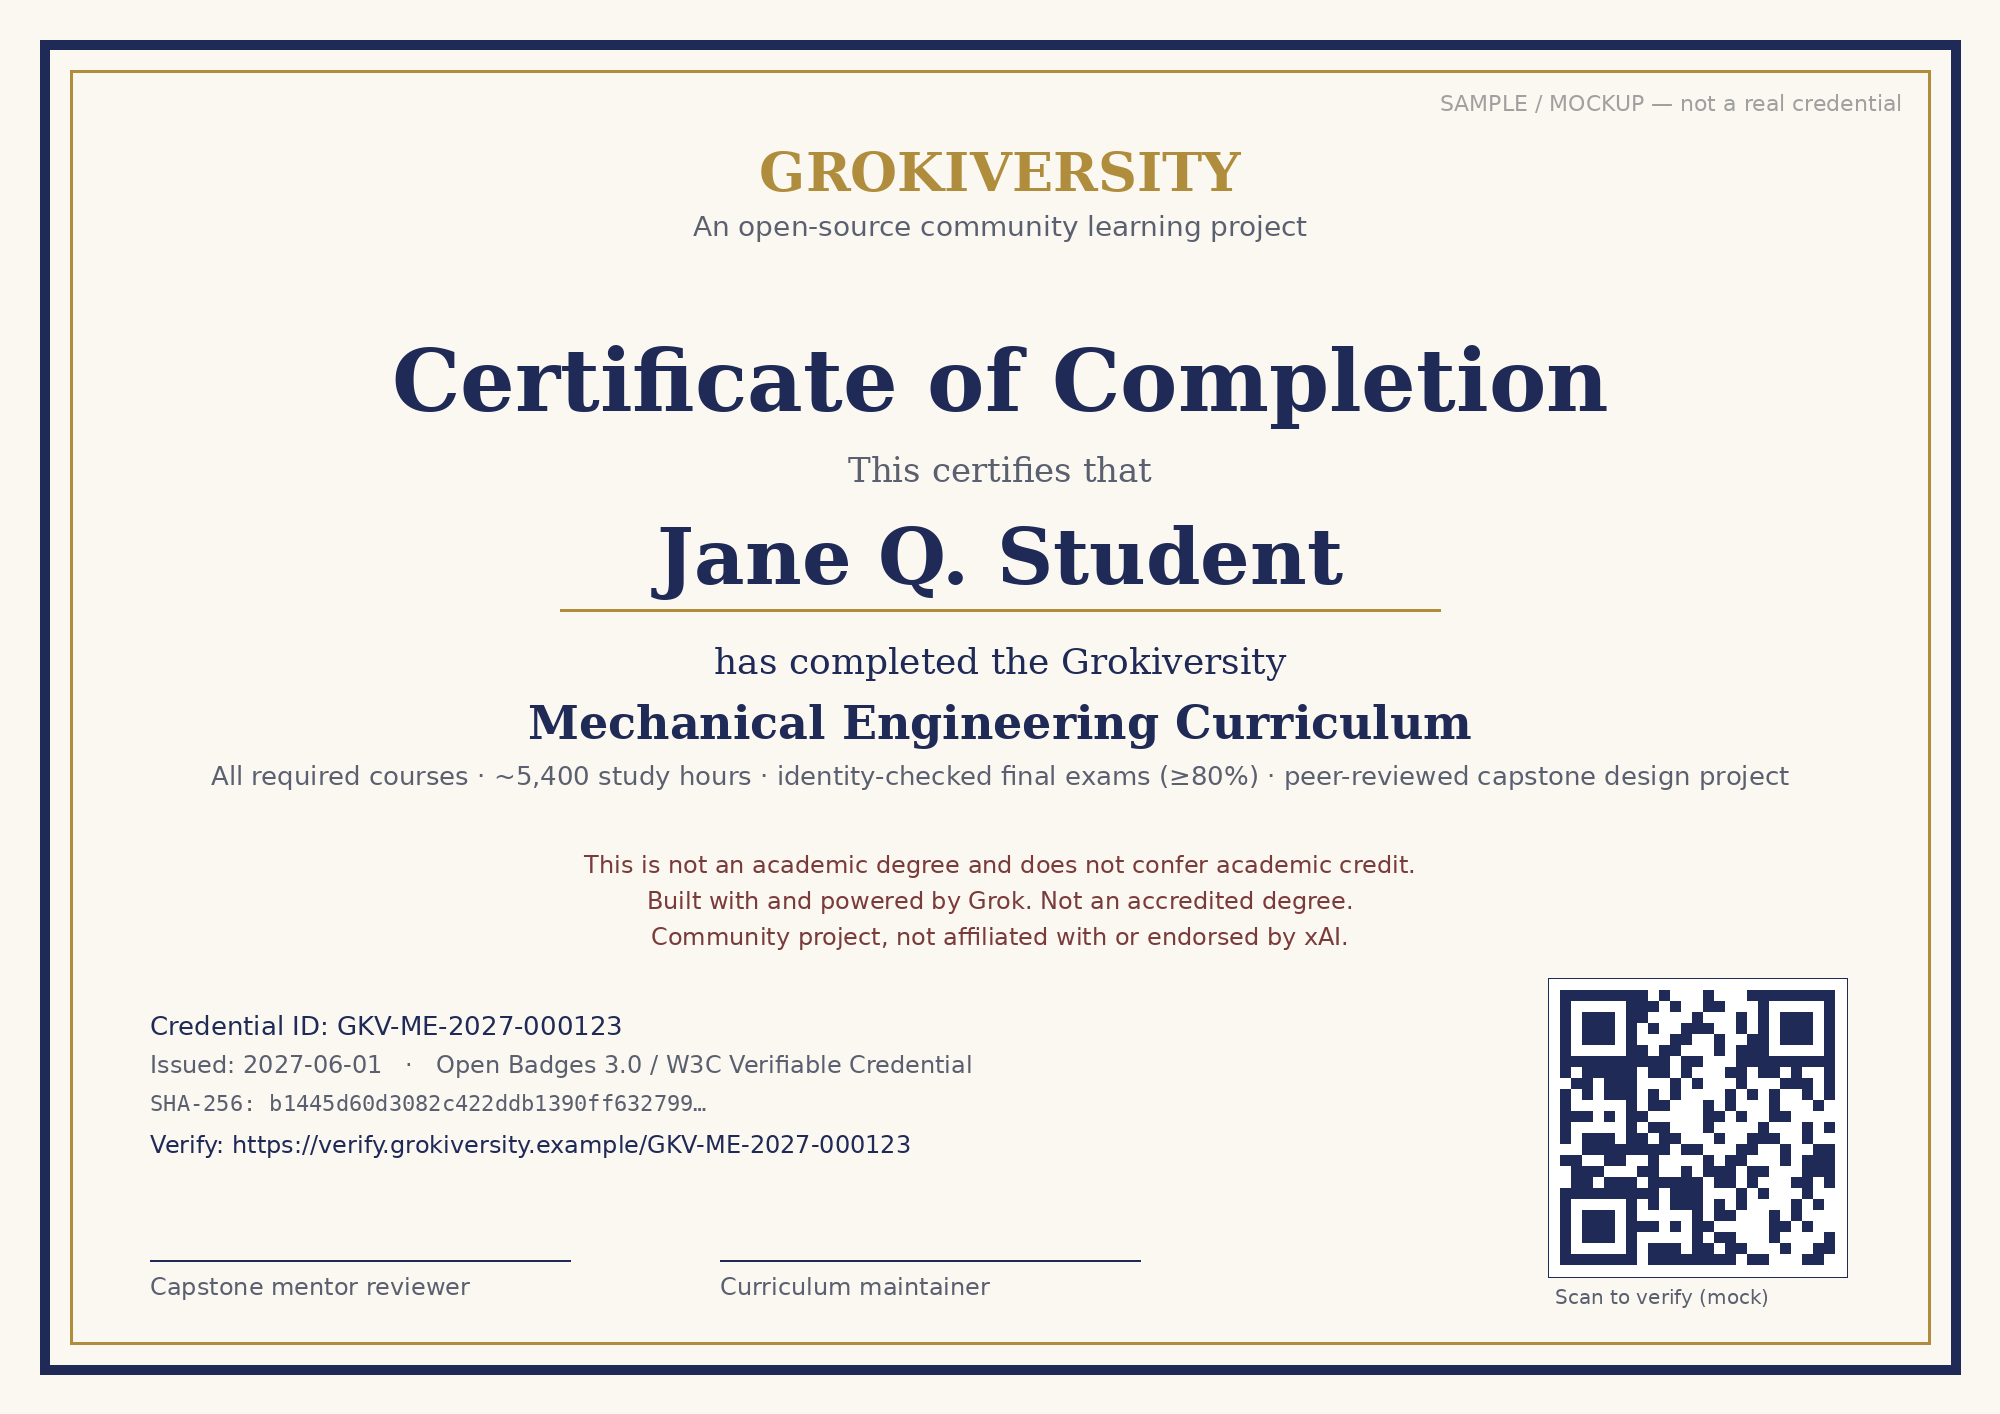 SAMPLE / MOCKUP — not a real credential
GROKIVERSITY
An open-source community learning project
Certificate of Completion
This certifies that
Jane Q. Student
has completed the Grokiversity
Mechanical Engineering Curriculum
All required courses · ~5,400 study hours · identity-checked final exams (≥80%) · peer-reviewed capstone design project
This is not an academic degree and does not confer academic credit.
Built with and powered by Grok. Not an accredited degree.
Community project, not affiliated with or endorsed by xAI.
Credential ID: GKV-ME-2027-000123
Issued: 2027-06-01 · Open Badges 3.0 / W3C Verifiable Credential
SHA-256: b1445d60d3082c422ddb1390ff632799…
Verify: https://verify.grokiversity.example/GKV-ME-2027-000123
Capstone mentor reviewer
Curriculum maintainer
Scan to verify (mock)